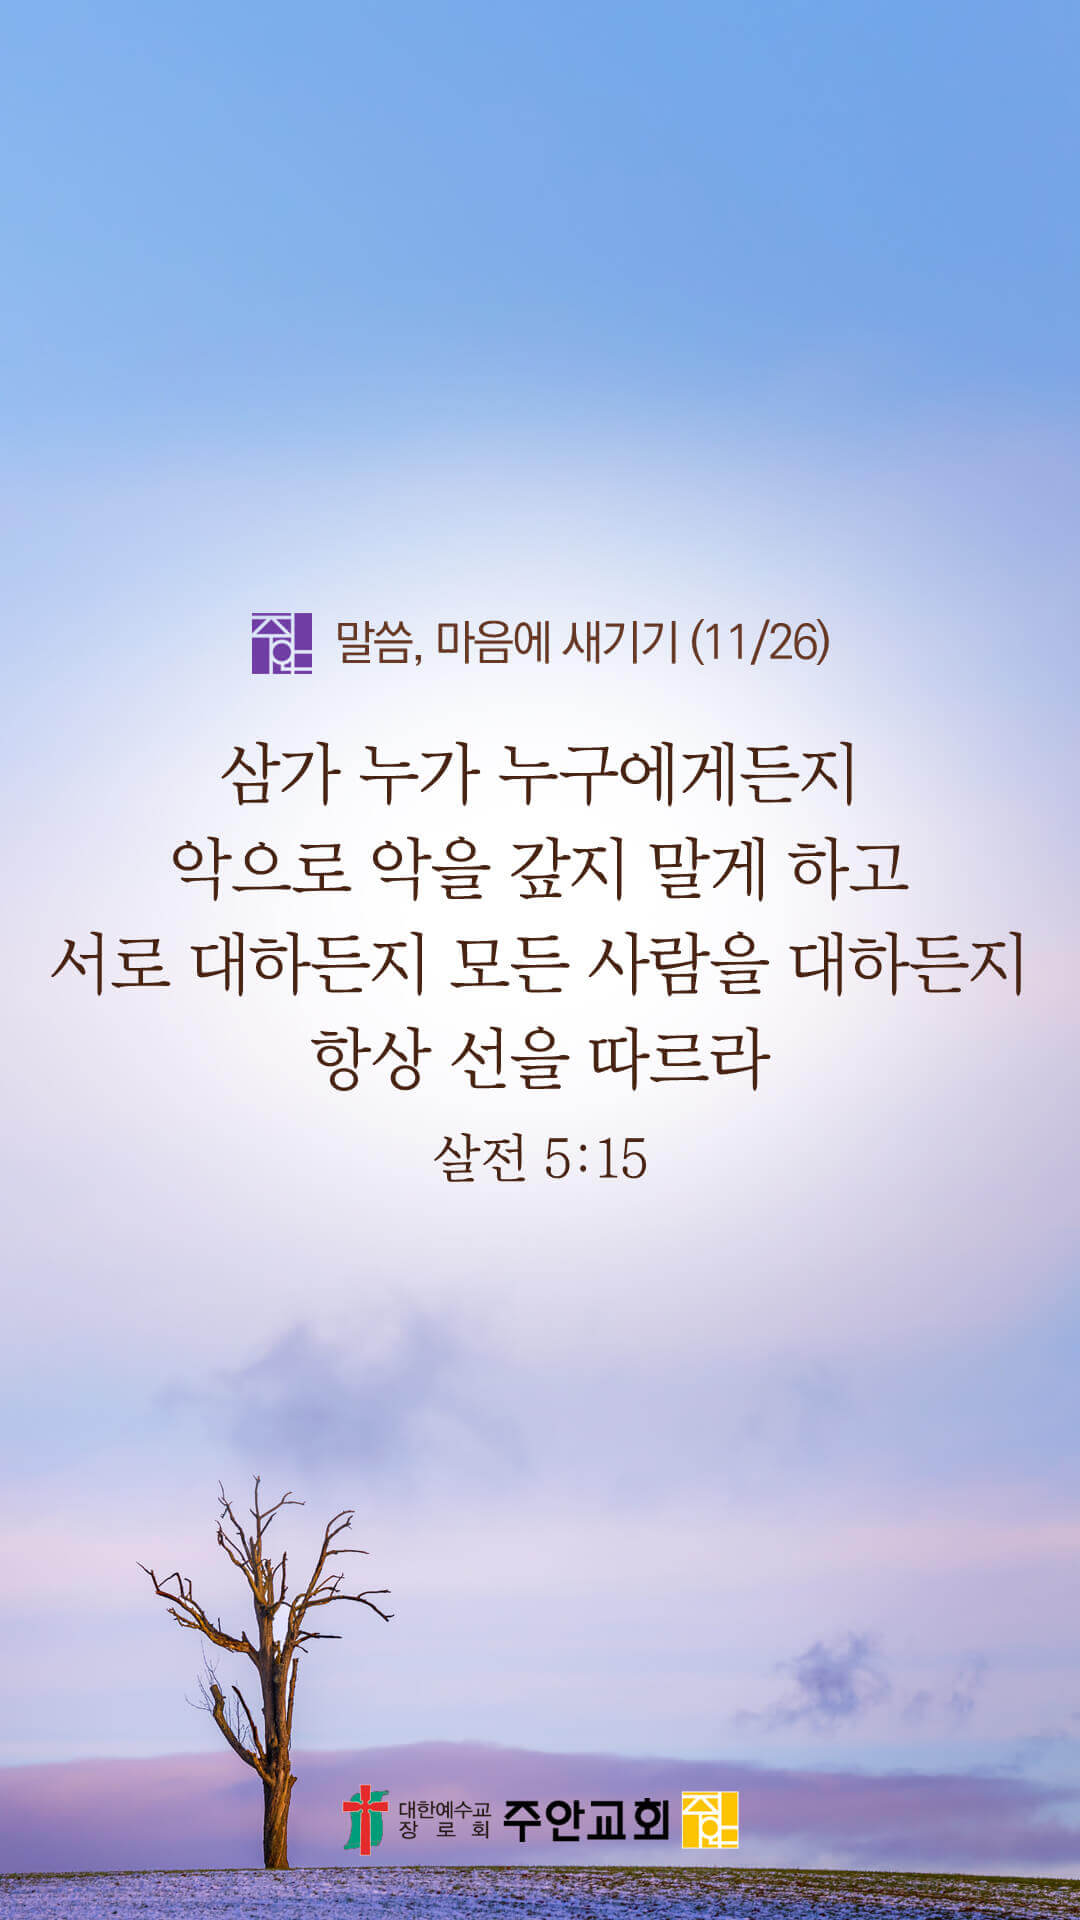 말씀, 마음에 새기기 (11/26)
삼가 누가 누구에게든지
악으로 악을 갚지 말게 하고
서로 대하든지 모든 사람을 대하든지
항상 선을 따르라
살전 5:15
대한예수교
장로회
주안교회